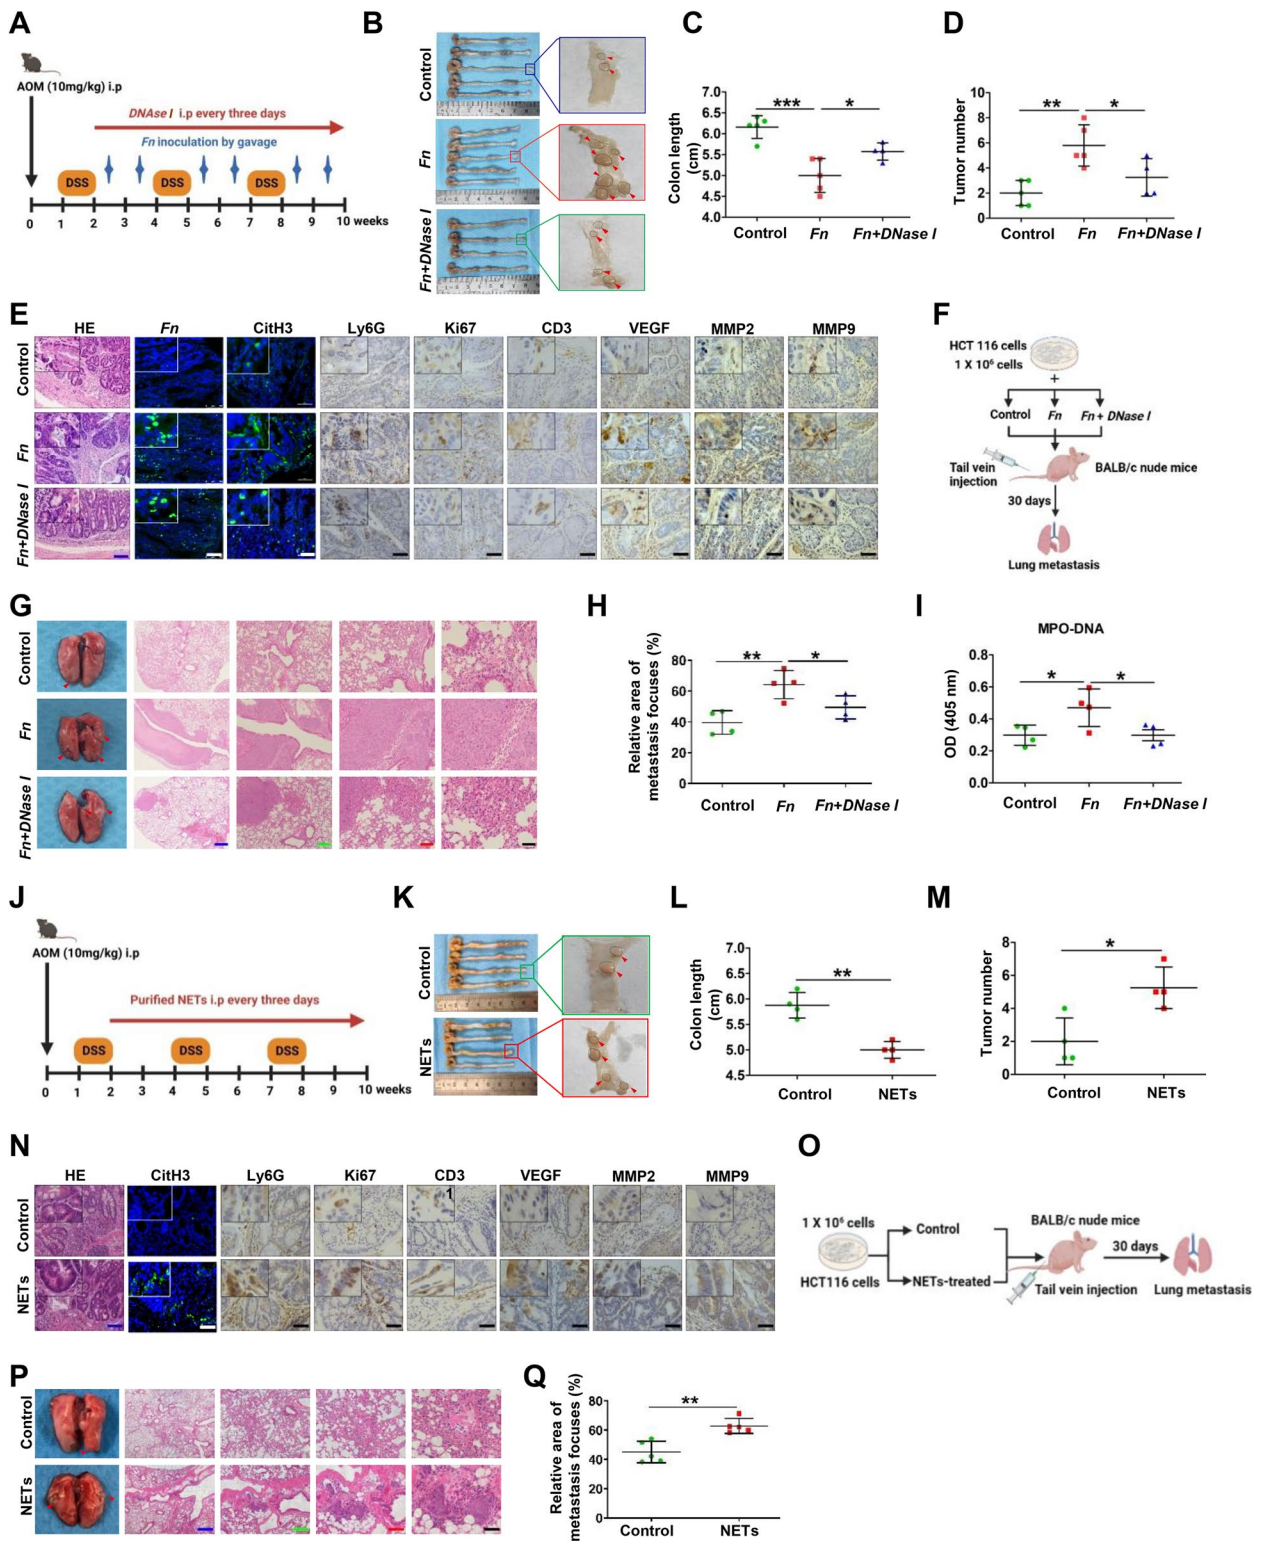 A
AOM (10mg/kg) i.p
DNAse I i.p every three days
Fn inoculation by gavage
DSS DSS DSS
0 1 2 3 4 5 6 7 8 9 10 weeks
B
Control
Fn
Fn+DNase I
C
Colon length
(cm)
7.0
6.5
6.0
5.5
5.0
4.5
4.0
*** *
Control Fn Fn+DNase I
D
Tumor number
10
8
6
4
2
0
** *
Control Fn Fn+DNase I
E
HE Fn CitH3 Ly6G Ki67 CD3 VEGF MMP2 MMP9
Control
Fn
Fn+DNase I
F
HCT 116 cells
1 X 10⁶ cells
+
Control Fn Fn+ DNase I
Tail vein
injection
BALB/c nude mice
30 days
Lung metastasis
G
Control
Fn
Fn+DNase I
H
Relative area of
metastasis focuses (%)
80
60
40
20
0
** *
Control Fn Fn+DNase I
I
MPO-DNA
OD (405 nm)
0.8
0.6
0.4
0.2
0.0
* *
Control Fn Fn+DNase I
J
AOM (10mg/kg) i.p
Purified NETs i.p every three days
DSS DSS DSS
0 1 2 3 4 5 6 7 8 9 10 weeks
K
Control
NETs
L
Colon length
(cm)
7.0
6.5
6.0
5.5
5.0
4.5
**
Control NETs
M
Tumor number
8
6
4
2
0
*
Control NETs
N
HE CitH3 Ly6G Ki67 CD3 VEGF MMP2 MMP9
1
Control
NETs
O
1 X 10⁶ cells
HCT116 cells
Control
NETs-treated
BALB/c nude mice
Tail vein injection
30 days
Lung metastasis
P
Control
NETs
Q
Relative area of
metastasis focuses (%)
80
60
40
20
0
**
Control NETs